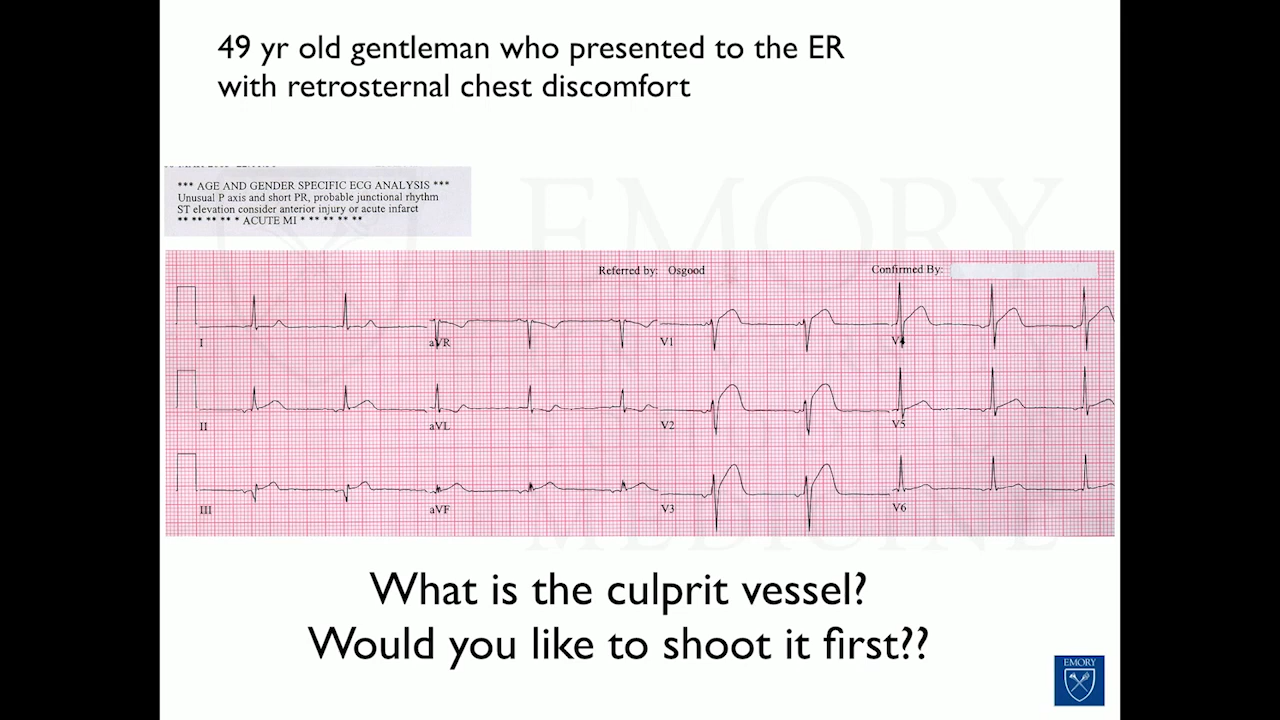 49 yr old gentleman who presented to the ER
with retrosternal chest discomfort
*** AGE AND GENDER SPECIFIC ECG ANALYSIS ***
Unusual P axis and short PR, probable junctional rhythm
ST elevation consider anterior injury or acute infarct
** ** ** ** * ACUTE MI * ** ** ** **
EMORY
Referred by: Osgood Confirmed By:
I aVR V1 V4
II aVL V2 V5
III aVF V3 V6
MEDICINE
What is the culprit vessel?
Would you like to shoot it first??
EMORY